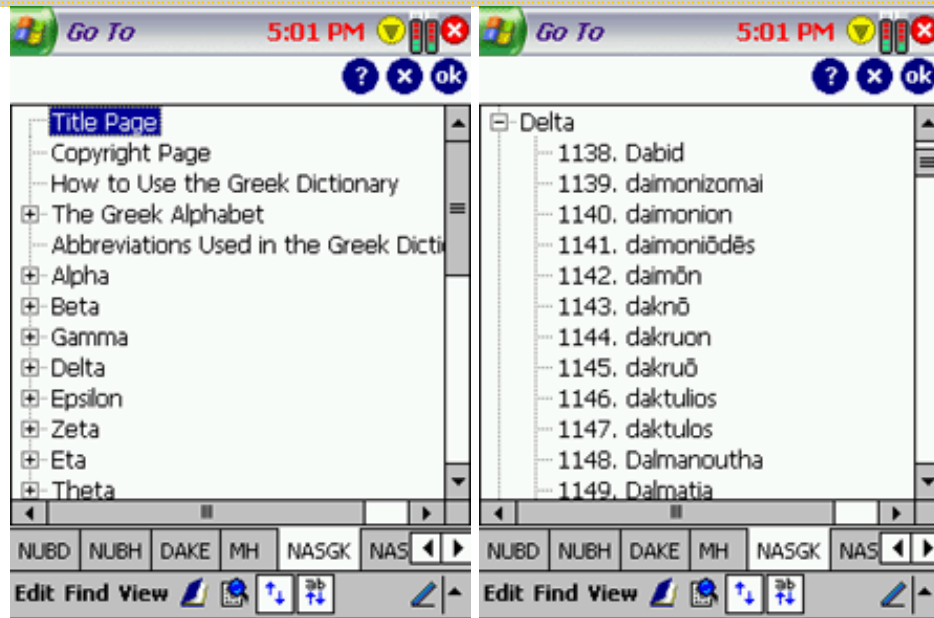 Go To 5:01 PM
? × ok
Title Page
Copyright Page
How to Use the Greek Dictionary
The Greek Alphabet
Abbreviations Used in the Greek Dicti
Alpha
Beta
Gamma
Delta
Epsilon
Zeta
Eta
Theta
NUBD NUBH DAKE MH NASGK NAS
Edit Find View ab
Go To 5:01 PM
? × ok
Delta
1138. Dabid
1139. daimonizomai
1140. daimonion
1141. daimoniōdēs
1142. daimōn
1143. daknō
1144. dakruon
1145. dakruō
1146. daktulios
1147. daktulos
1148. Dalmanoutha
1149. Dalmatia
NUBD NUBH DAKE MH NASGK NAS
Edit Find View ab